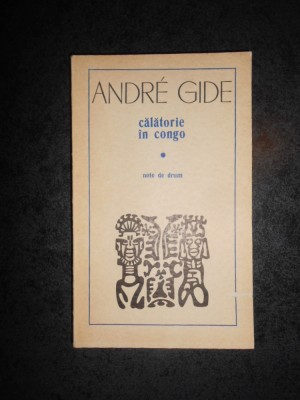 ANDRÉ GIDE
călătorie
în congo
note de drum